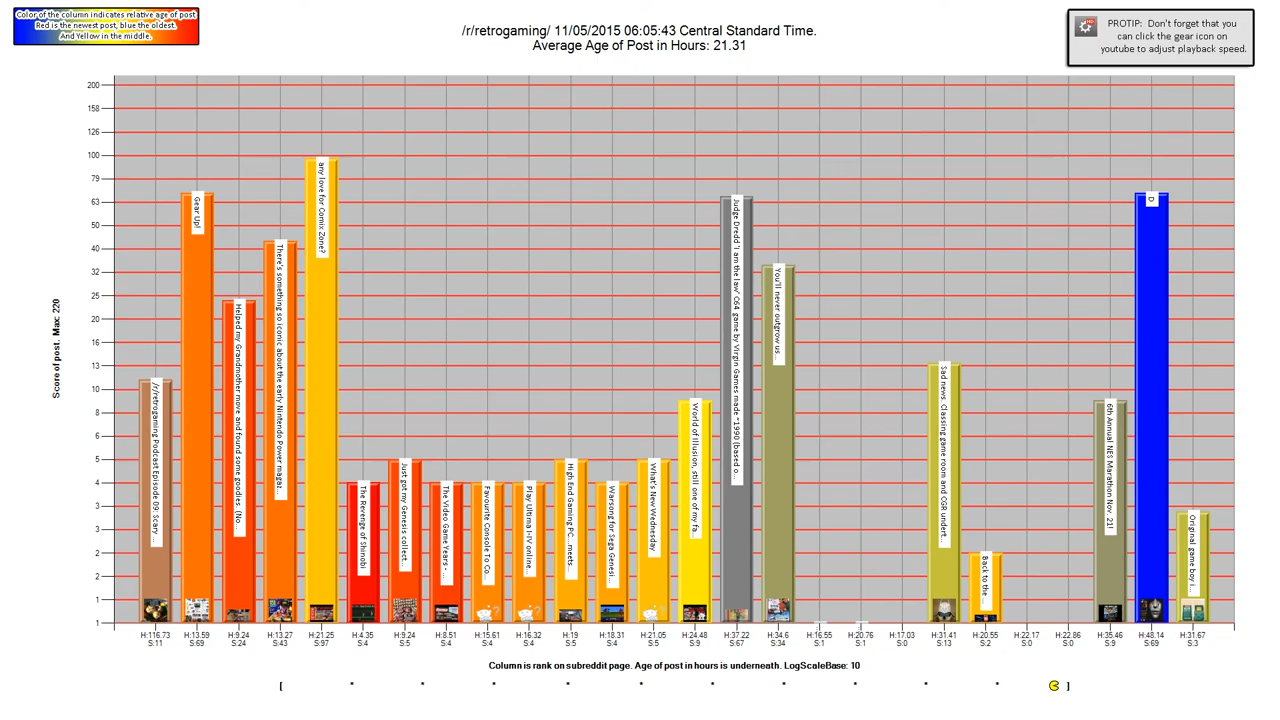 Color of the column indicates relative age of post
Red is the newest post, blue the oldest.
And Yellow in the middle.
/r/retrogaming/ 11/05/2015 06:05:43 Central Standard Time.
Average Age of Post in Hours: 21.31
PROTIP: Don't forget that you
can click the gear icon on
youtube to adjust playback speed.
Score of post. Max: 220
200
158
126
100
79
63
50
40
32
25
20
16
13
10
8
6
5
4
3
3
2
2
1
1
/r/retrogaming Podcast Episode 09: Scary ...
Gear Up!
Helped my Grandmother move and found some goodies: (No...
There's something so iconic about the early Nintendo Power magaz...
any love for Comix Zone?
The Revenge of Shinobi
Just got my Genesis collect...
The Video Game Years - ...
Favourite Console To Co...
Play Ultima I-IV online...
High End Gaming PC...meets...
Warsong for Sega Genesi...
What's New Wednesday
World of Illusion, still one of my fa...
Judge Dredd 'I am the law' C64 game by Virgin Games made ~1990 (based o...
You'll never outgrow us...
Sad news. Classing game room and CGR undert...
Back to the ...
6th Annual NES Marathon Nov. 21!
D
Original game boy i...
H:116.73 H:13.59 H:9.24 H:13.27 H:21.25 H:4.35 H:9.24 H:8.51 H:15.61 H:16.32 H:19 H:18.31 H:21.05 H:24.48 H:37.22 H:34.6 H:16.55 H:20.76 H:17.03 H:31.41 H:20.55 H:22.17 H:22.86 H:35.46 H:48.14 H:31.67
S:11 S:69 S:24 S:43 S:97 S:4 S:5 S:4 S:4 S:4 S:5 S:4 S:5 S:9 S:67 S:34 S:1 S:1 S:0 S:13 S:2 S:0 S:0 S:9 S:69 S:3
Column is rank on subreddit page. Age of post in hours is underneath. LogScaleBase: 10
[ * * * * * * * * * * ]